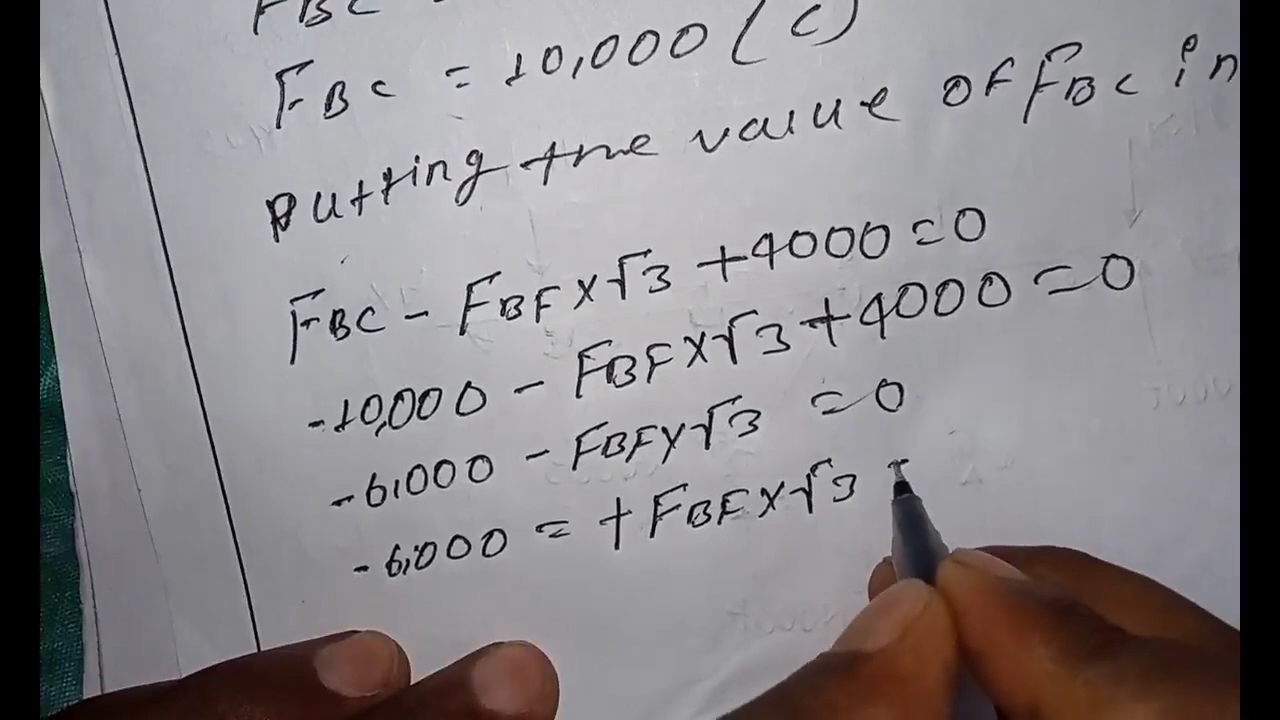 FBC
FBC = 10,000 (C)
Putting the value of FBC in
FBC - FBF x √3 + 4000 = 0
-10,000 - FBF x √3 + 4000 = 0
-6,000 - FBF x √3 = 0
-6,000 = + FBF x √3